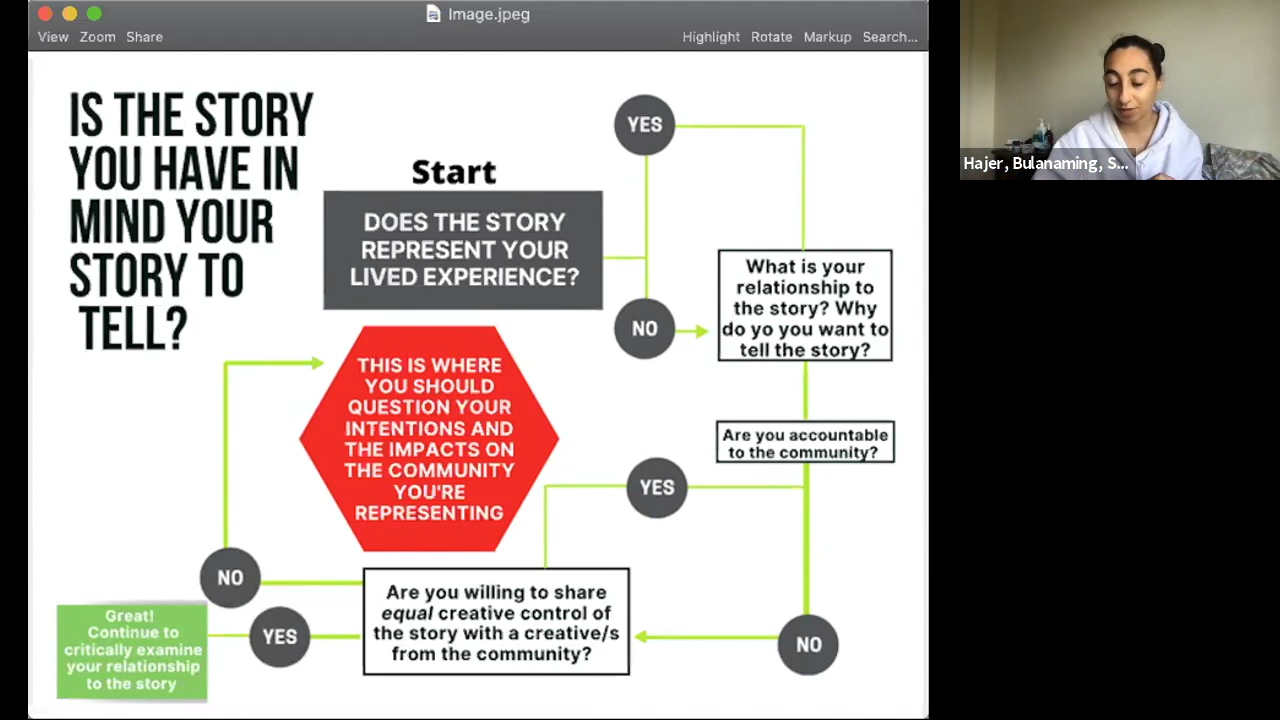 Image.jpeg
View Zoom Share
Highlight Rotate Markup Search...
IS THE STORY
YOU HAVE IN
MIND YOUR
STORY TO
TELL?
Start
DOES THE STORY
REPRESENT YOUR
LIVED EXPERIENCE?
YES
NO
What is your
relationship to
the story? Why
do yo you want to
tell the story?
Are you accountable
to the community?
YES
NO
Are you willing to share
equal creative control of
the story with a creative/s
from the community?
NO
THIS IS WHERE
YOU SHOULD
QUESTION YOUR
INTENTIONS AND
THE IMPACTS ON
THE COMMUNITY
YOU'RE
REPRESENTING
YES
Great!
Continue to
critically examine
your relationship
to the story
Hajer, Bulanaming, S...